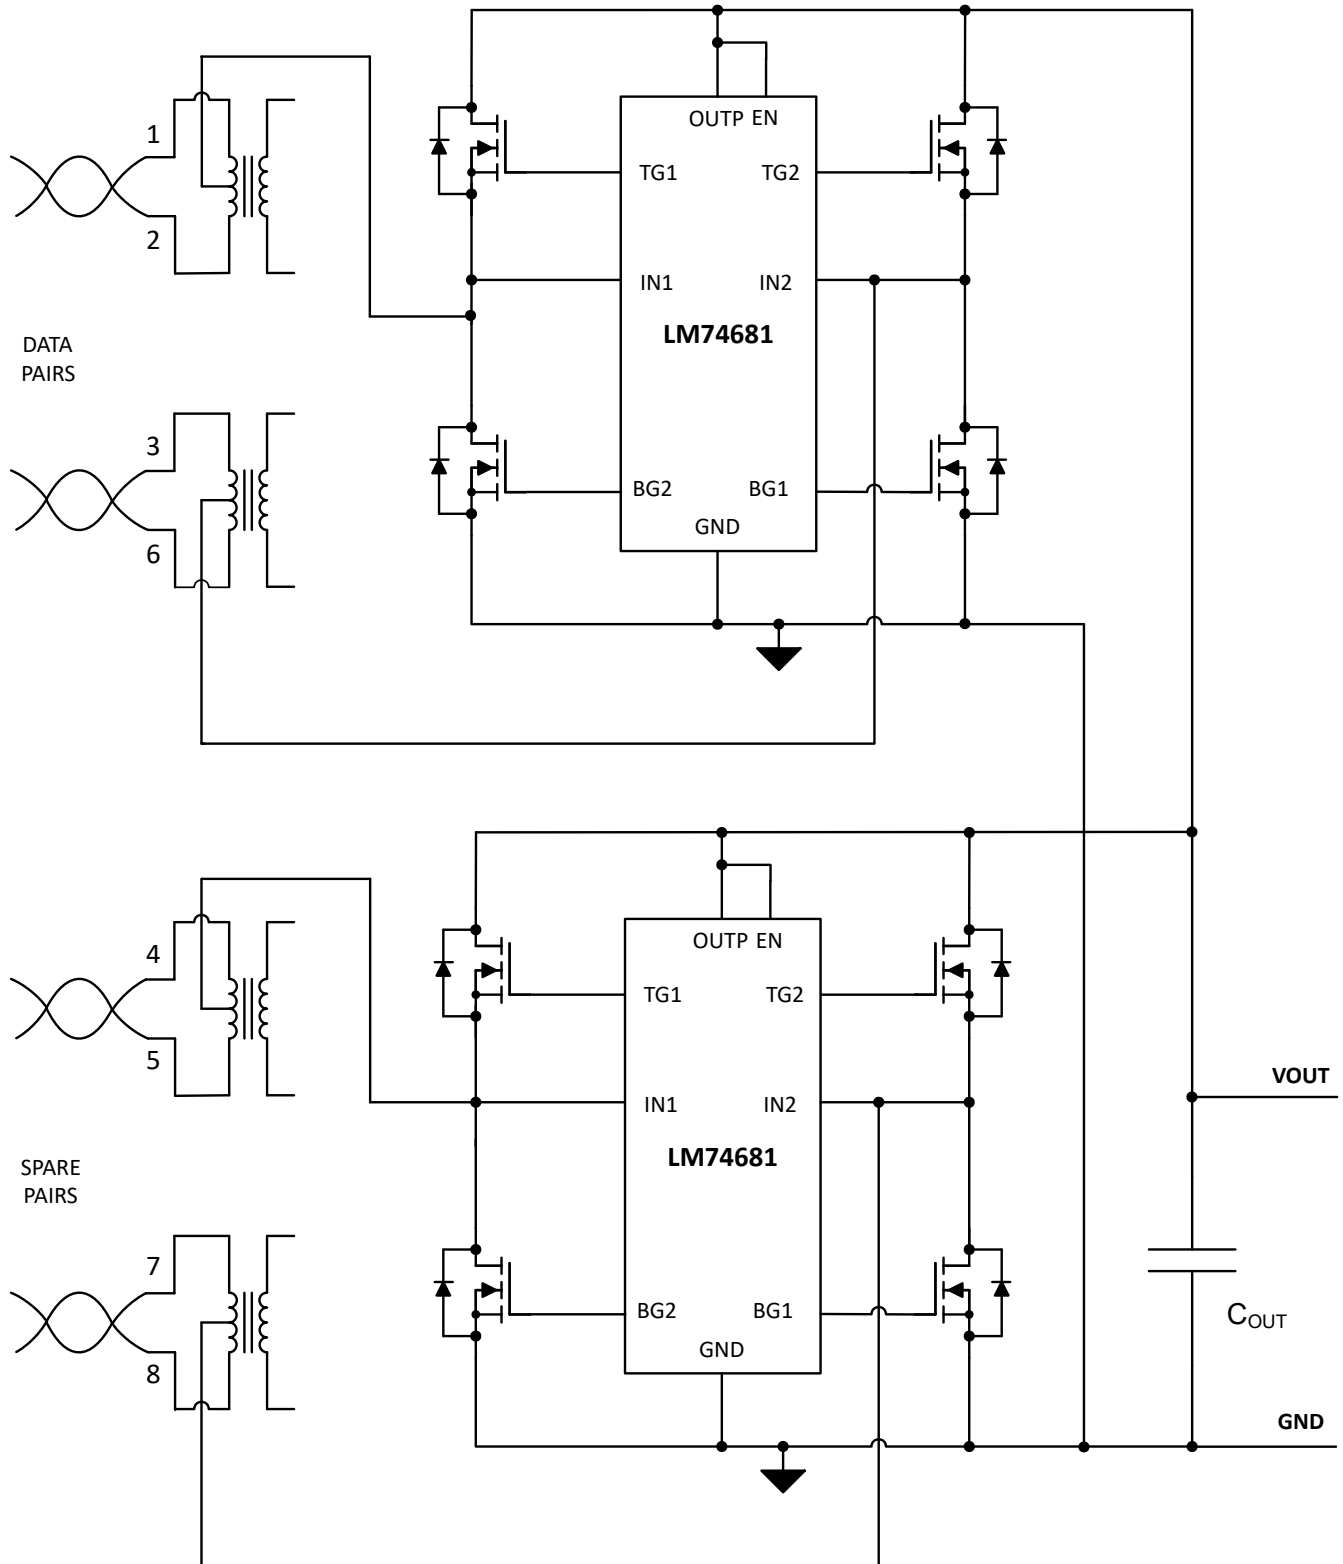 OUTP EN
1
TG1 TG2
2
IN1 IN2
LM74681
DATA
PAIRS
3
BG2 BG1
GND
6
OUTP EN
4
TG1 TG2
5
VOUT
IN1 IN2
LM74681
SPARE
PAIRS
7
BG2 BG1
COUT
GND
8
GND